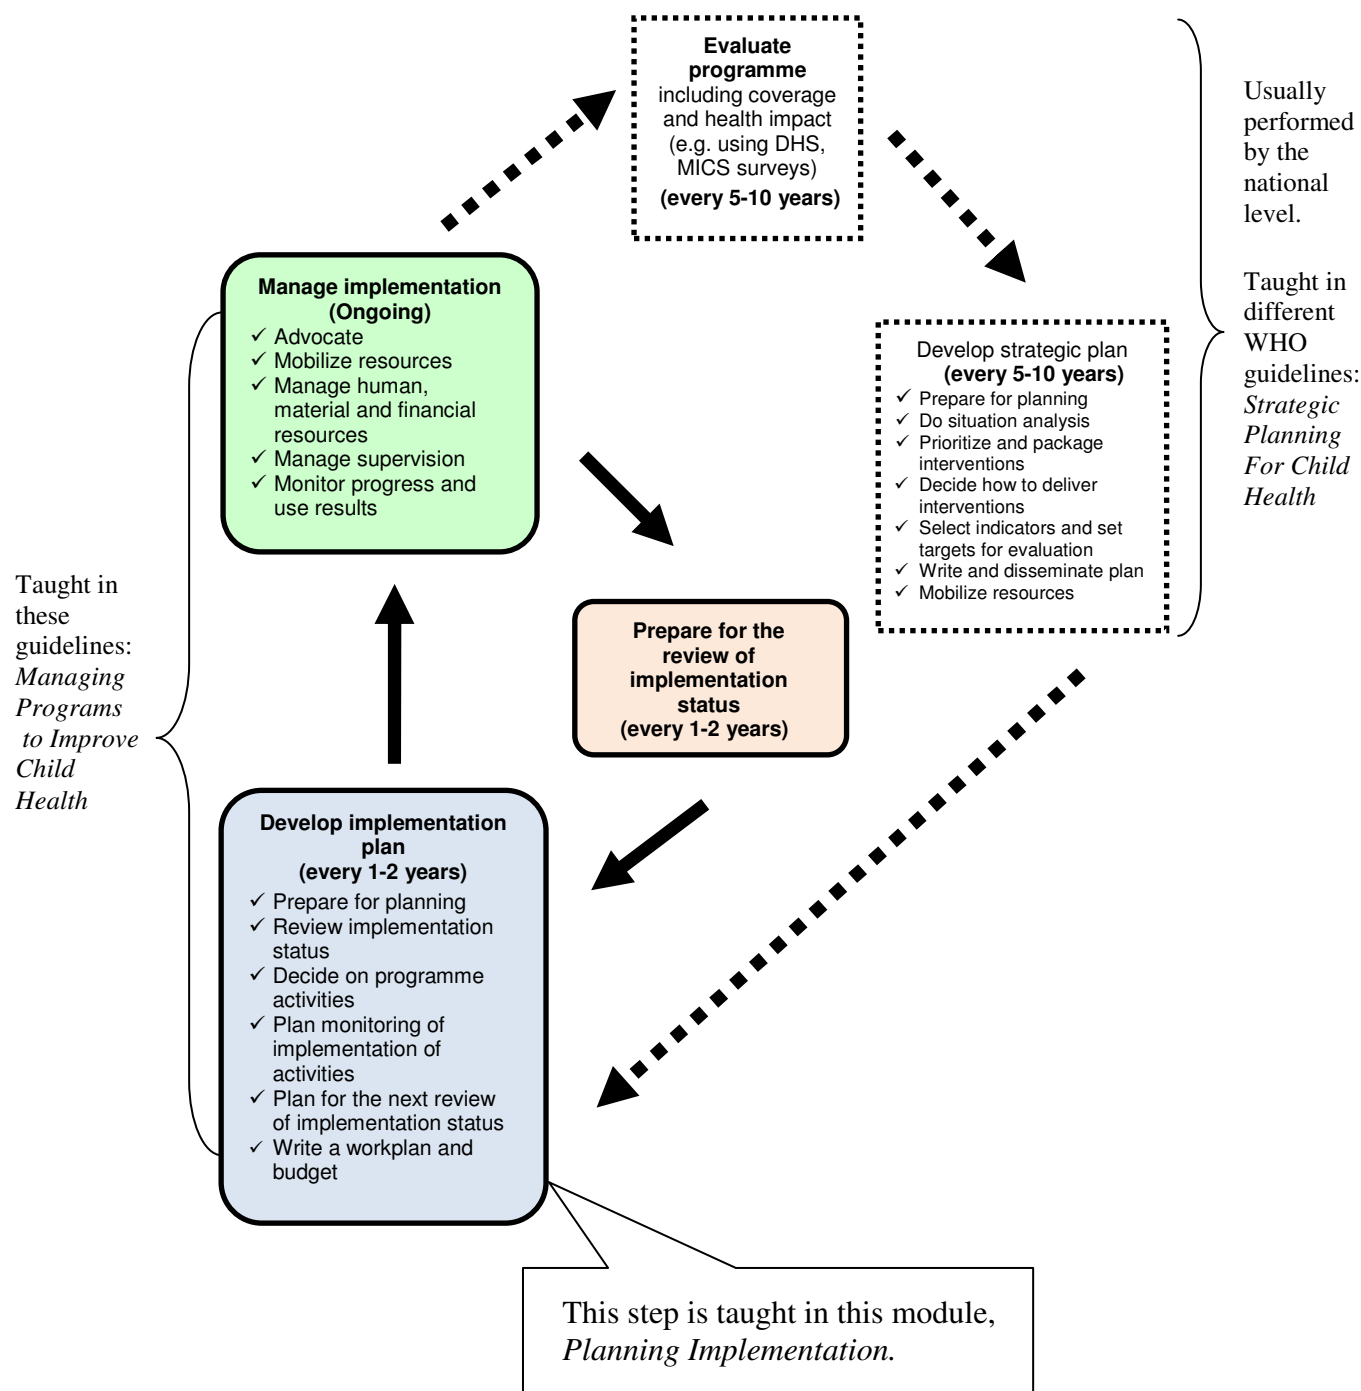 Evaluate
programme
including coverage
and health impact
(e.g. using DHS,
MICS surveys)
(every 5-10 years)
Usually
performed
by the
national
level.
Taught in
different
WHO
guidelines:
Strategic
Planning
For Child
Health
Manage implementation
(Ongoing)
✓ Advocate
✓ Mobilize resources
✓ Manage human,
material and financial
resources
✓ Manage supervision
✓ Monitor progress and
use results
Develop strategic plan
(every 5-10 years)
✓ Prepare for planning
✓ Do situation analysis
✓ Prioritize and package
interventions
✓ Decide how to deliver
interventions
✓ Select indicators and set
targets for evaluation
✓ Write and disseminate plan
✓ Mobilize resources
Taught in
these
guidelines:
Managing
Programs
to Improve
Child
Health
Prepare for the
review of
implementation
status
(every 1-2 years)
Develop implementation
plan
(every 1-2 years)
✓ Prepare for planning
✓ Review implementation
status
✓ Decide on programme
activities
✓ Plan monitoring of
implementation of
activities
✓ Plan for the next review
of implementation status
✓ Write a workplan and
budget
This step is taught in this module,
Planning Implementation.